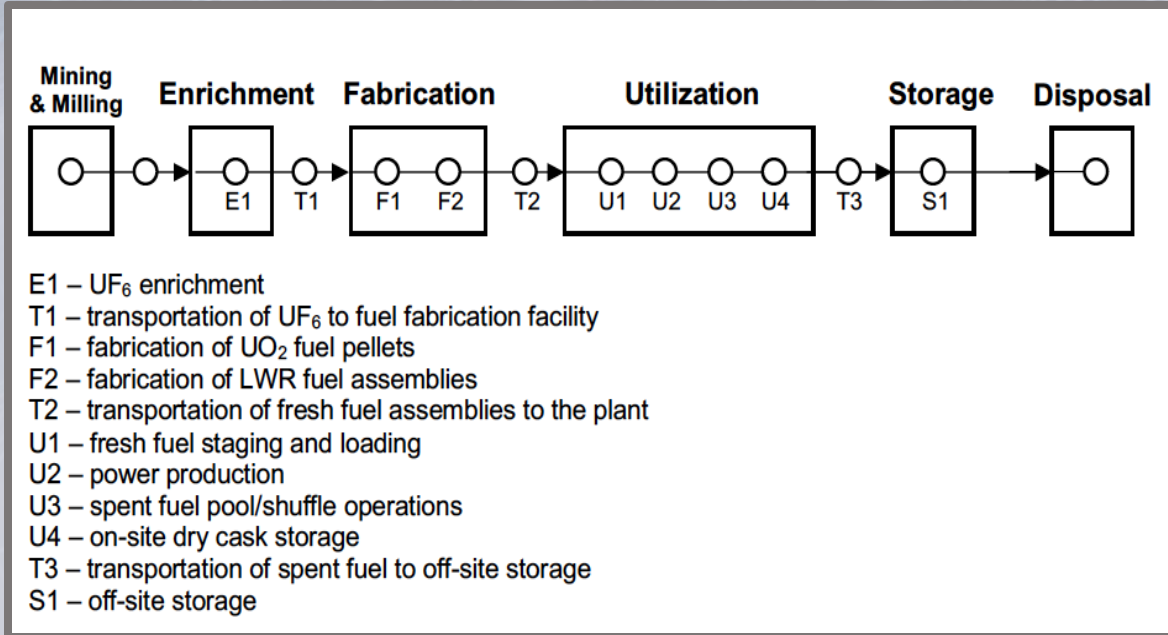 Mining
& Milling
Enrichment
Fabrication
Utilization
Storage
Disposal
E1
T1
F1
F2
T2
U1
U2
U3
U4
T3
S1
E1 – UF₆ enrichment
T1 – transportation of UF₆ to fuel fabrication facility
F1 – fabrication of UO₂ fuel pellets
F2 – fabrication of LWR fuel assemblies
T2 – transportation of fresh fuel assemblies to the plant
U1 – fresh fuel staging and loading
U2 – power production
U3 – spent fuel pool/shuffle operations
U4 – on-site dry cask storage
T3 – transportation of spent fuel to off-site storage
S1 – off-site storage